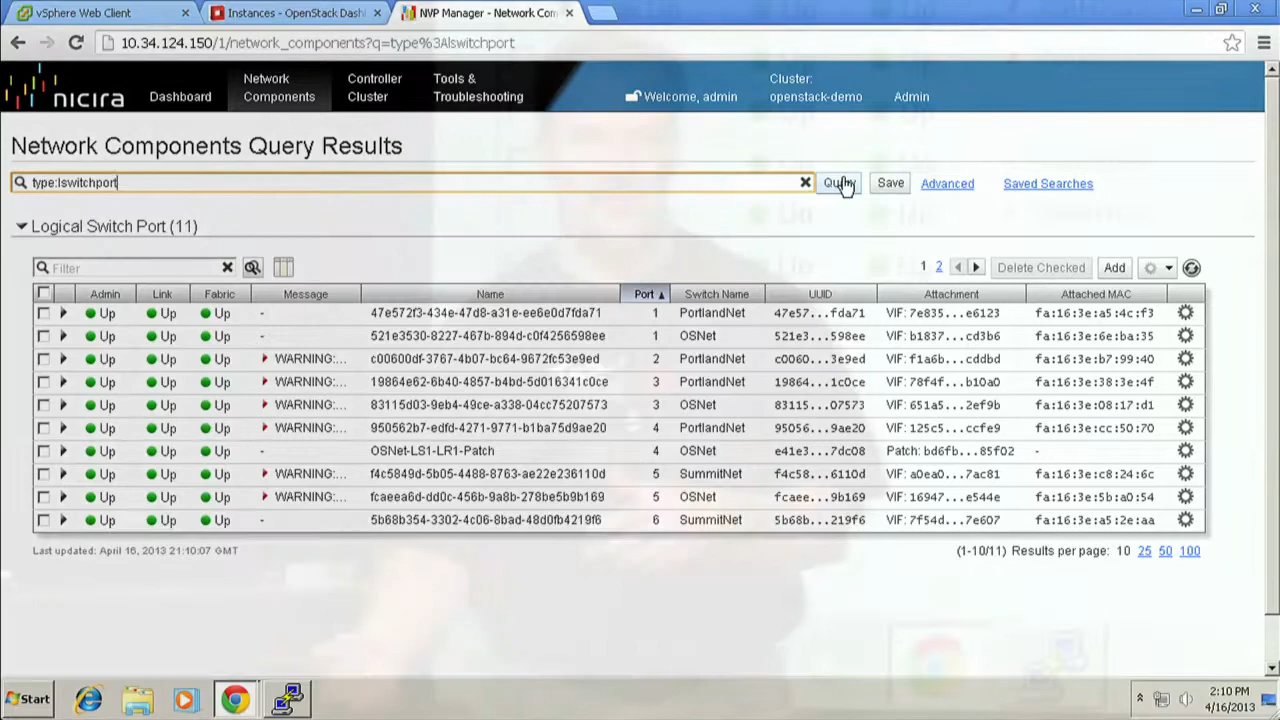 vSphere Web Client
Instances - OpenStack Dashl
NVP Manager - Network Com
10.34.124.150/1/network_components?q=type%3Alswitchport
nicira
Dashboard
Network Components
Controller Cluster
Tools & Troubleshooting
Welcome, admin
Cluster: openstack-demo
Admin
Network Components Query Results
type:lswitchport
Query
Save
Advanced
Saved Searches
Logical Switch Port (11)
Filter
1 2
Delete Checked
Add
Admin Link Fabric Message Name Port Switch Name UUID Attachment Attached MAC
Up Up Up - 47e572f3-434e-47d8-a31e-ee6e0d7fda71 1 PortlandNet 47e57...fda71 VIF: 7e835...e6123 fa:16:3e:a5:4c:f3
Up Up Up - 521e3530-8227-467b-894d-c0f4256598ee 1 OSNet 521e3...598ee VIF: b1837...cd3b6 fa:16:3e:6e:ba:35
Up Up Up WARNING:... c00600df-3767-4b07-bc64-9672fc53e9ed 2 PortlandNet c0060...3e9ed VIF: f1a6b...cddbd fa:16:3e:b7:99:40
Up Up Up WARNING:... 19864e62-6b40-4857-b4bd-5d016341c0ce 3 PortlandNet 19864...1c0ce VIF: 78f4f...b10a0 fa:16:3e:38:3e:4f
Up Up Up WARNING:... 83115d03-9eb4-49ce-a338-04cc75207573 3 OSNet 83115...07573 VIF: 651a5...2ef9b fa:16:3e:08:17:d1
Up Up Up WARNING:... 950562b7-edfd-4271-9771-b1ba75d9ae20 4 PortlandNet 95056...9ae20 VIF: 125c5...ccfe9 fa:16:3e:cc:50:70
Up Up Up - OSNet-LS1-LR1-Patch 4 OSNet e41e3...7dc08 Patch: bd6fb...85f02 -
Up Up Up WARNING:... f4c5849d-5b05-4488-8763-ae22e236110d 5 SummitNet f4c58...6110d VIF: a0ea0...7ac81 fa:16:3e:c8:24:6c
Up Up Up WARNING:... fcaeea6d-dd0c-456b-9a8b-278be5b9b169 5 OSNet fcaee...9b169 VIF: 16947...e544e fa:16:3e:5b:a0:54
Up Up Up - 5b68b354-3302-4c06-8bad-48d0fb4219f6 6 SummitNet 5b68b...219f6 VIF: 7f54d...7e607 fa:16:3e:a5:2e:aa
Last updated: April 16, 2013 21:10:07 GMT
(1-10/11) Results per page: 10 25 50 100
Start
2:10 PM
4/16/2013